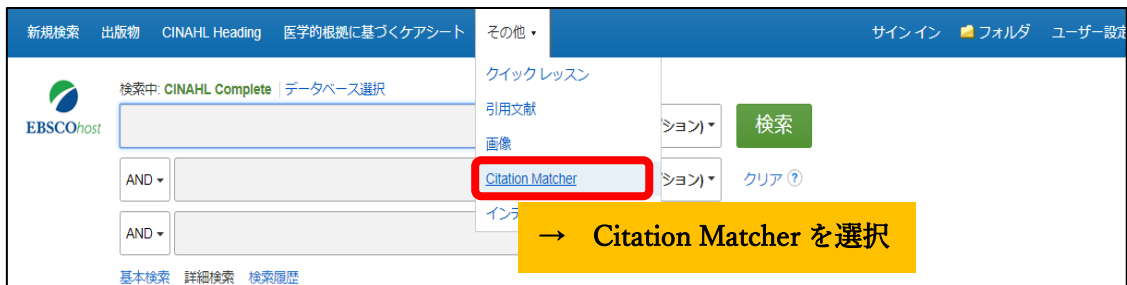 新規検索 出版物 CINAHL Heading 医学的根拠に基づくケアシート その他 サインイン フォルダ ユーザー設定
クイック レッスン
検索中: CINAHL Complete データベース選択
引用文献
EBSCOhost
ション) 検索
画像
AND Citation Matcher ション) クリア ?
インデ
→ Citation Matcher を選択
AND
基本検索 詳細検索 検索履歴